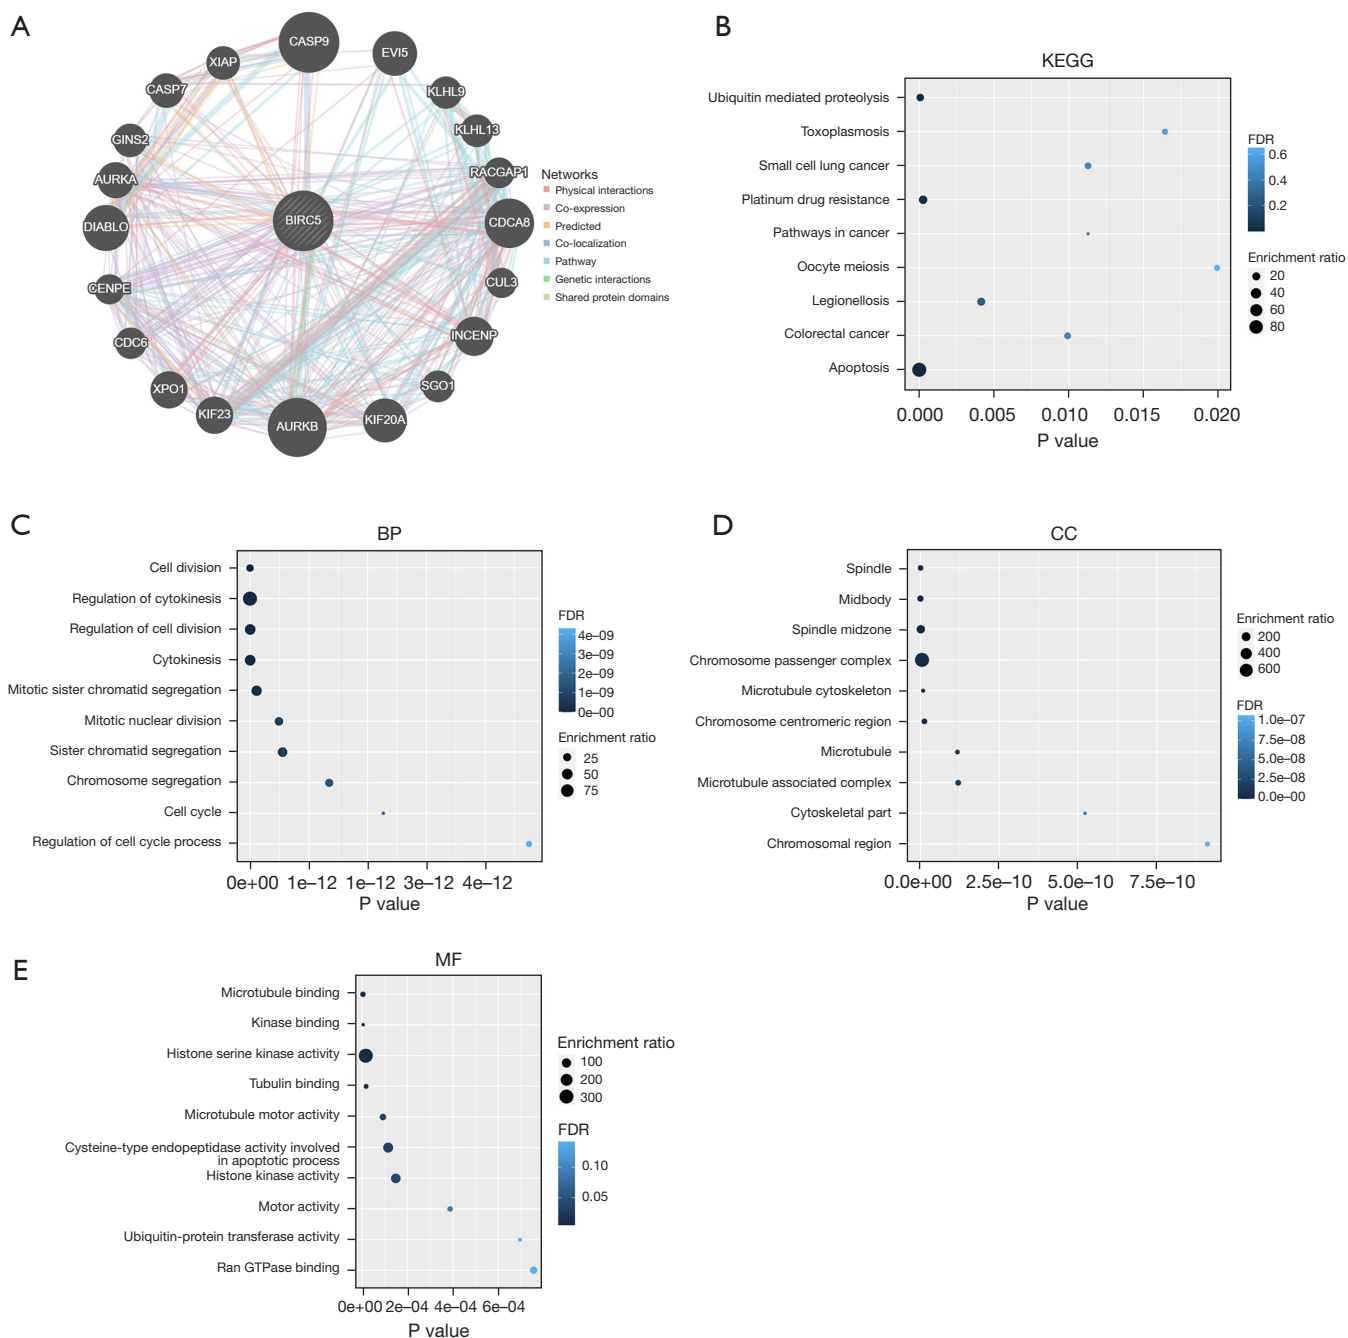 A
CASP9
EVI5
XIAP
KLHL9
CASP7
KLHL13
GINS2
RACGAP1
AURKA
DIABLO
BIRC5
CDCA8
CENPE
CUL3
CDC6
INCENP
XPO1
SGO1
KIF23
KIF20A
AURKB
Networks
Physical interactions
Co-expression
Predicted
Co-localization
Pathway
Genetic interactions
Shared protein domains
B
KEGG
Ubiquitin mediated proteolysis
Toxoplasmosis
Small cell lung cancer
Platinum drug resistance
Pathways in cancer
Oocyte meiosis
Legionellosis
Colorectal cancer
Apoptosis
0.000 0.005 0.010 0.015 0.020
P value
FDR
0.6
0.4
0.2
Enrichment ratio
20
40
60
80
C
BP
Cell division
Regulation of cytokinesis
Regulation of cell division
Cytokinesis
Mitotic sister chromatid segregation
Mitotic nuclear division
Sister chromatid segregation
Chromosome segregation
Cell cycle
Regulation of cell cycle process
0e+00 1e−12 1e−12 3e−12 4e−12
P value
FDR
4e−09
3e−09
2e−09
1e−09
0e−00
Enrichment ratio
25
50
75
D
CC
Spindle
Midbody
Spindle midzone
Chromosome passenger complex
Microtubule cytoskeleton
Chromosome centromeric region
Microtubule
Microtubule associated complex
Cytoskeletal part
Chromosomal region
0.0e+00 2.5e−10 5.0e−10 7.5e−10
P value
Enrichment ratio
200
400
600
FDR
1.0e−07
7.5e−08
5.0e−08
2.5e−08
0.0e−00
E
MF
Microtubule binding
Kinase binding
Histone serine kinase activity
Tubulin binding
Microtubule motor activity
Cysteine-type endopeptidase activity involved
in apoptotic process
Histone kinase activity
Motor activity
Ubiquitin-protein transferase activity
Ran GTPase binding
0e+00 2e−04 4e−04 6e−04
P value
Enrichment ratio
100
200
300
FDR
0.10
0.05